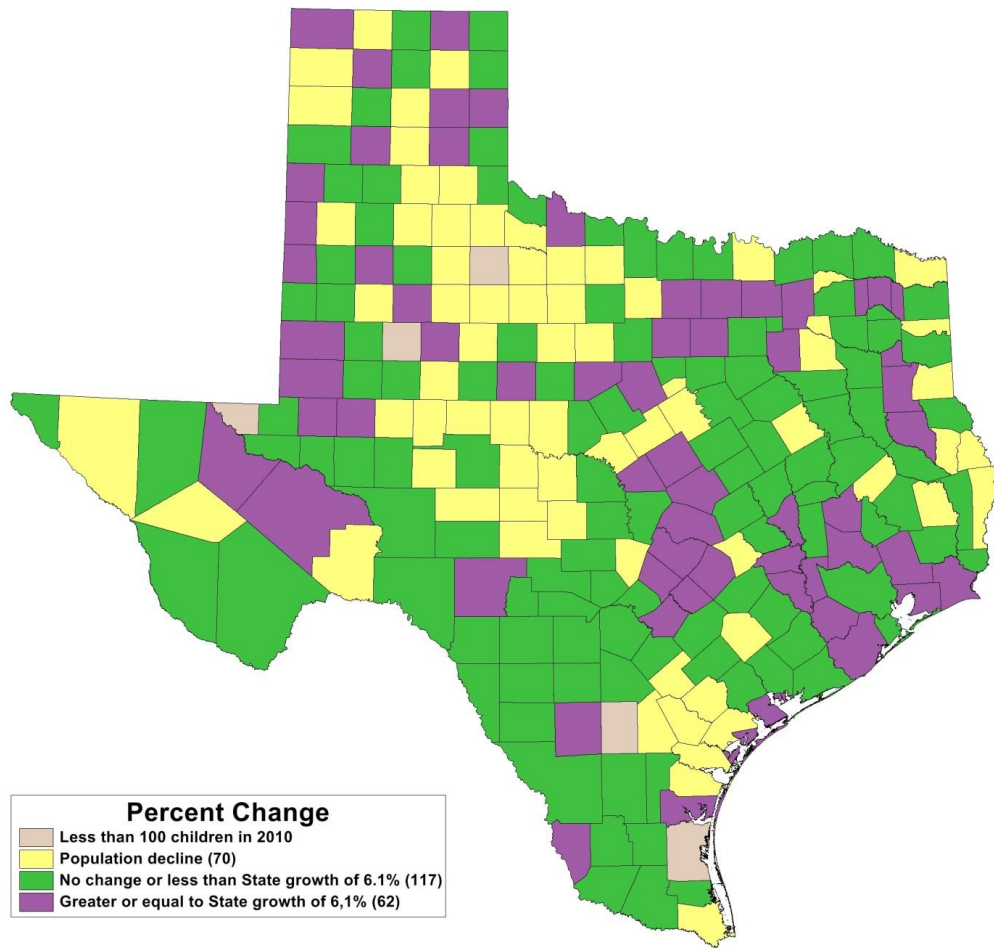 Percent Change
Less than 100 children in 2010
Population decline (70)
No change or less than State growth of 6.1% (117)
Greater or equal to State growth of 6,1% (62)